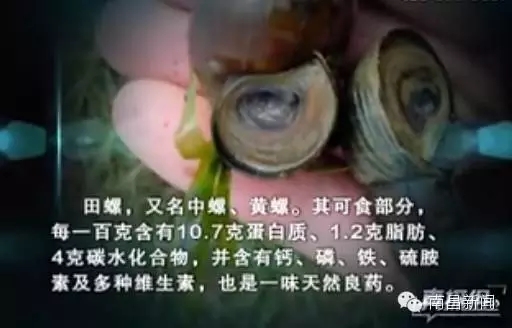 田螺，又名中螺、黄螺。其可食部分，
每一百克含有10.7克蛋白质、1.2克脂肪、
4克碳水化合物，并含有钙、磷、铁、硫胺
素及多种维生素，也是一味天然良药。
南昌新闻